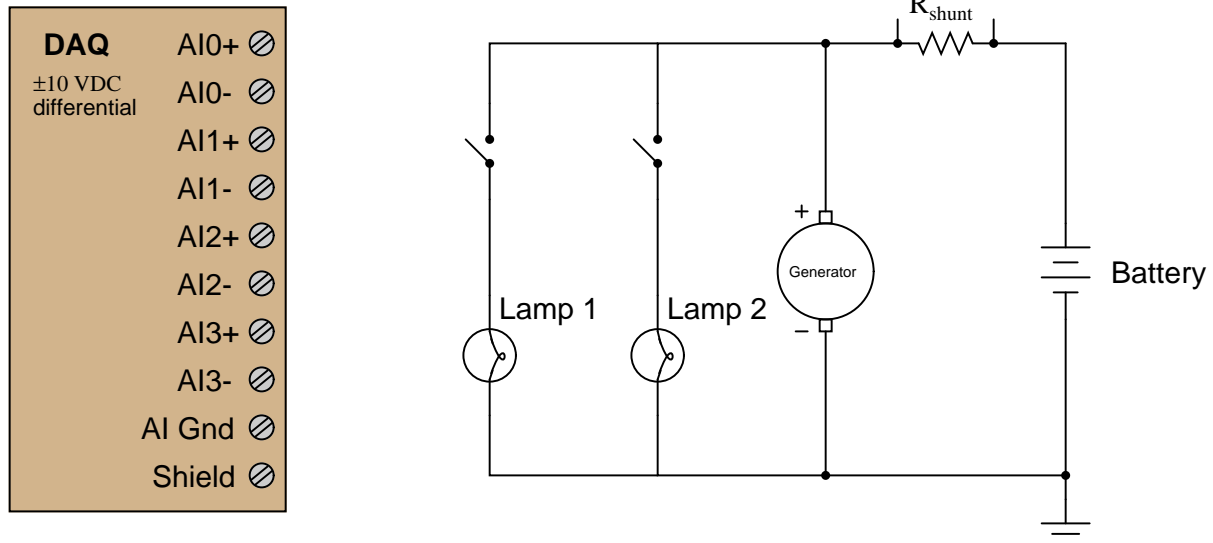 DAQ
±10 VDC
differential
AI0+
AI0-
AI1+
AI1-
AI2+
AI2-
AI3+
AI3-
AI Gnd
Shield
Rshunt
+
Generator
−
Lamp 1
Lamp 2
Battery